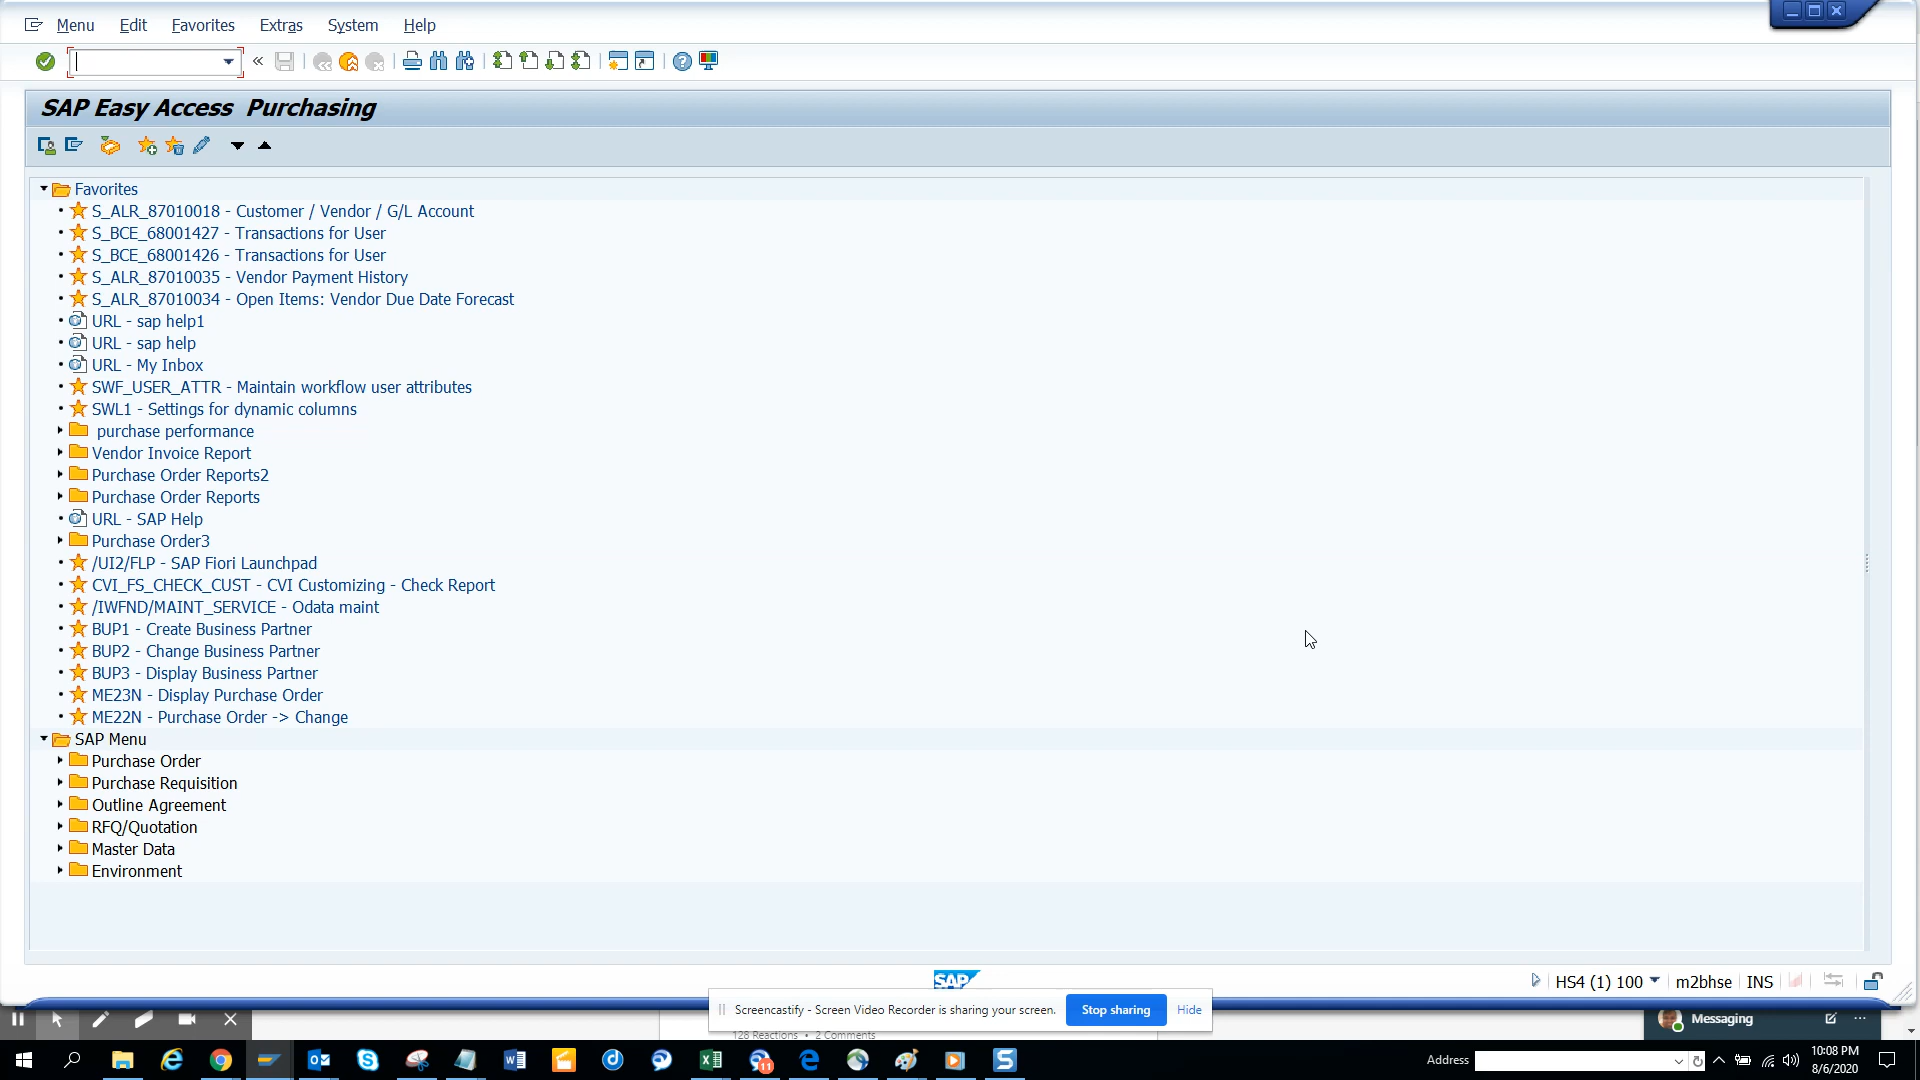 Menu Edit Favorites Extras System Help
SAP Easy Access Purchasing
Favorites
S_ALR_87010018 - Customer / Vendor / G/L Account
S_BCE_68001427 - Transactions for User
S_BCE_68001426 - Transactions for User
S_ALR_87010035 - Vendor Payment History
S_ALR_87010034 - Open Items: Vendor Due Date Forecast
URL - sap help1
URL - sap help
URL - My Inbox
SWF_USER_ATTR - Maintain workflow user attributes
SWL1 - Settings for dynamic columns
purchase performance
Vendor Invoice Report
Purchase Order Reports2
Purchase Order Reports
URL - SAP Help
Purchase Order3
/UI2/FLP - SAP Fiori Launchpad
CVI_FS_CHECK_CUST - CVI Customizing - Check Report
/IWFND/MAINT_SERVICE - Odata maint
BUP1 - Create Business Partner
BUP2 - Change Business Partner
BUP3 - Display Business Partner
ME23N - Display Purchase Order
ME22N - Purchase Order -> Change
SAP Menu
Purchase Order
Purchase Requisition
Outline Agreement
RFQ/Quotation
Master Data
Environment
SAP
HS4 (1) 100 m2bhse INS
Screencastify - Screen Video Recorder is sharing your screen. Stop sharing Hide
Messaging
128 Reactions • 2 Comments
11
Address
10:08 PM
8/6/2020